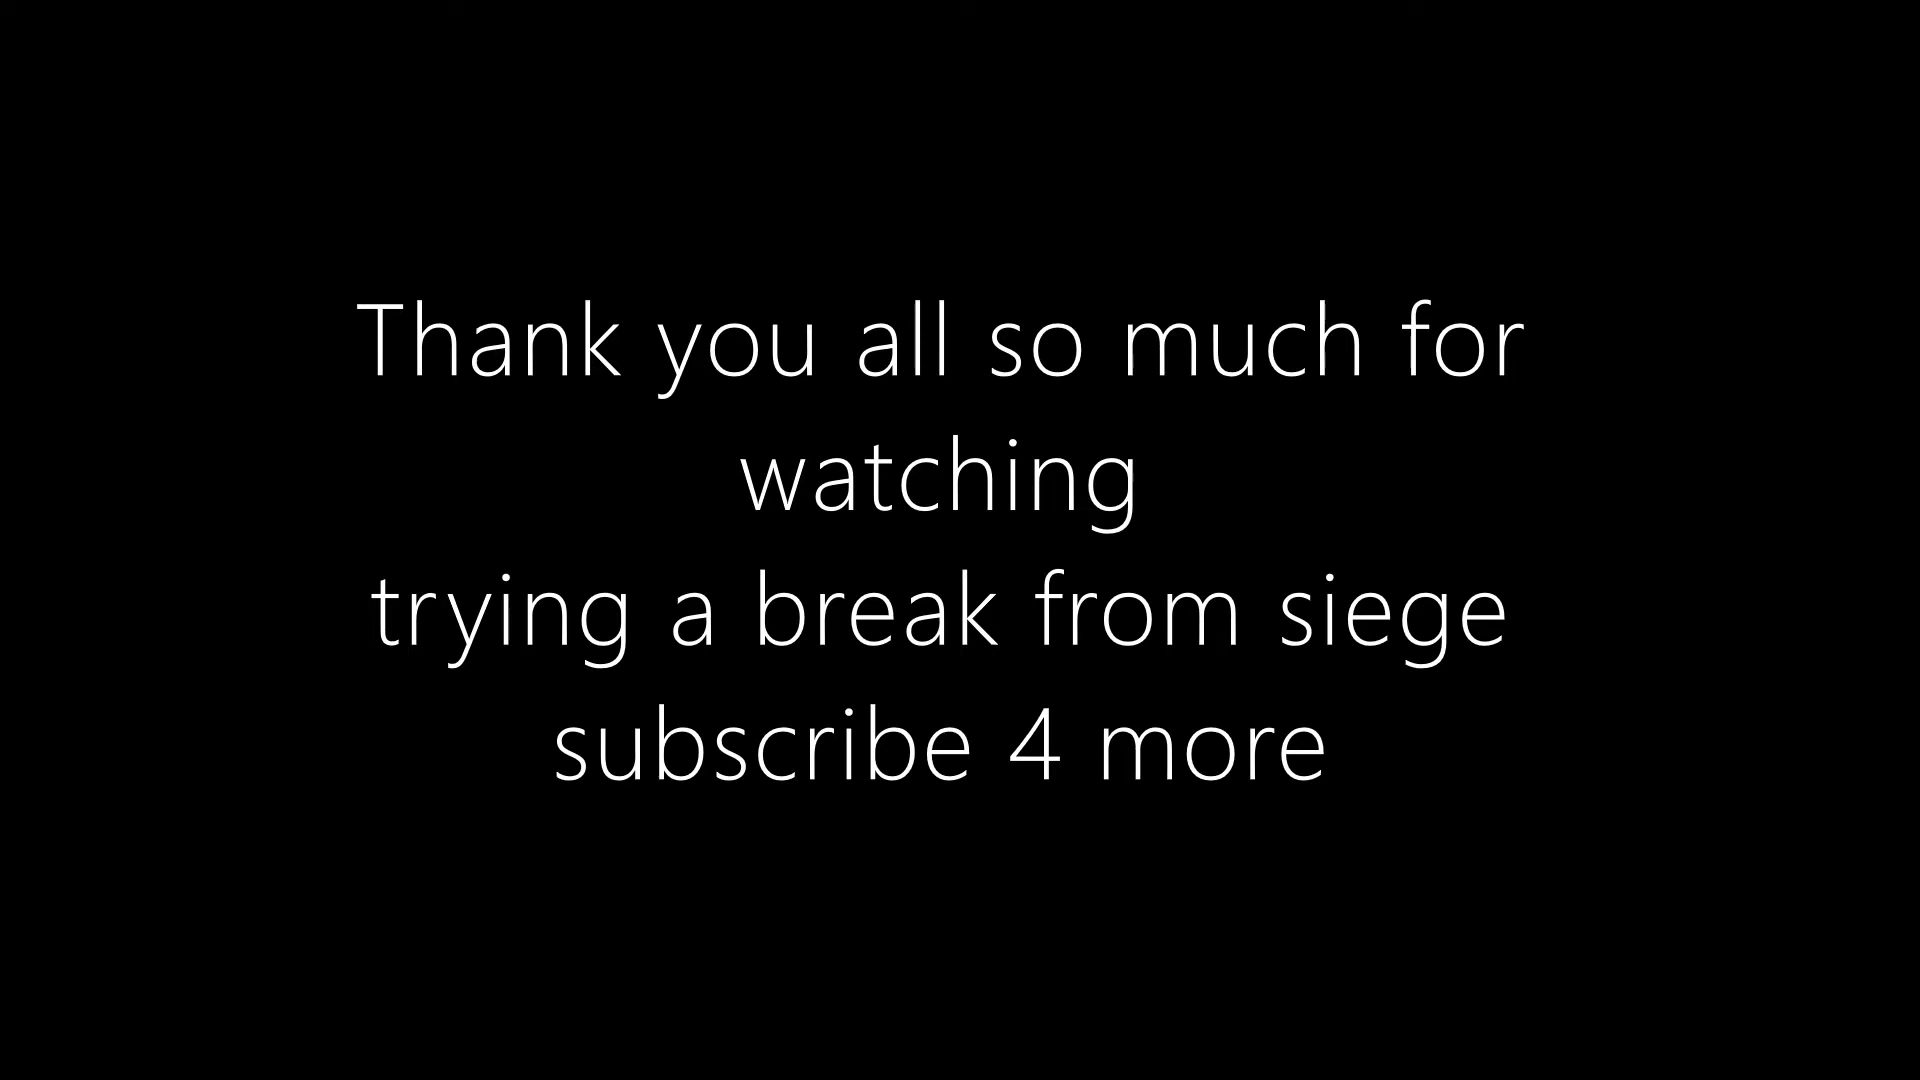 Thank you all so much for
watching
trying a break from siege
subscribe 4 more